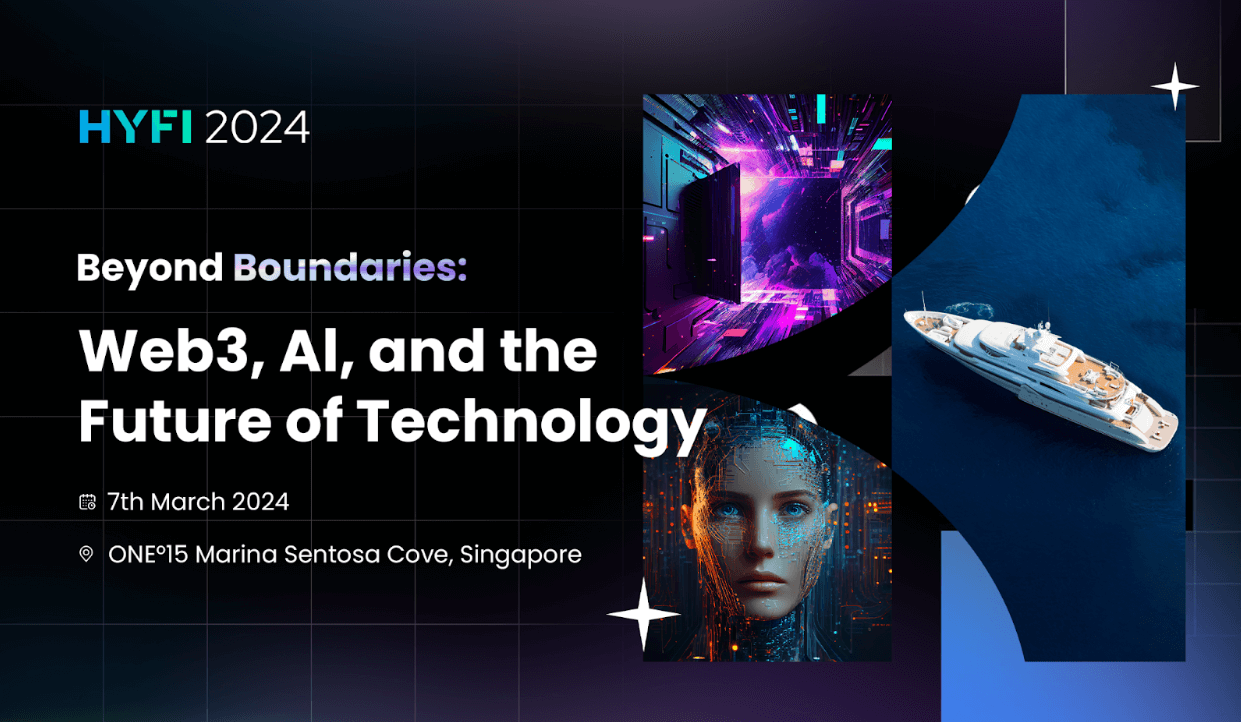 HYFI 2024
Beyond Boundaries:
Web3, AI, and the
Future of Technology
7th March 2024
ONE°15 Marina Sentosa Cove, Singapore